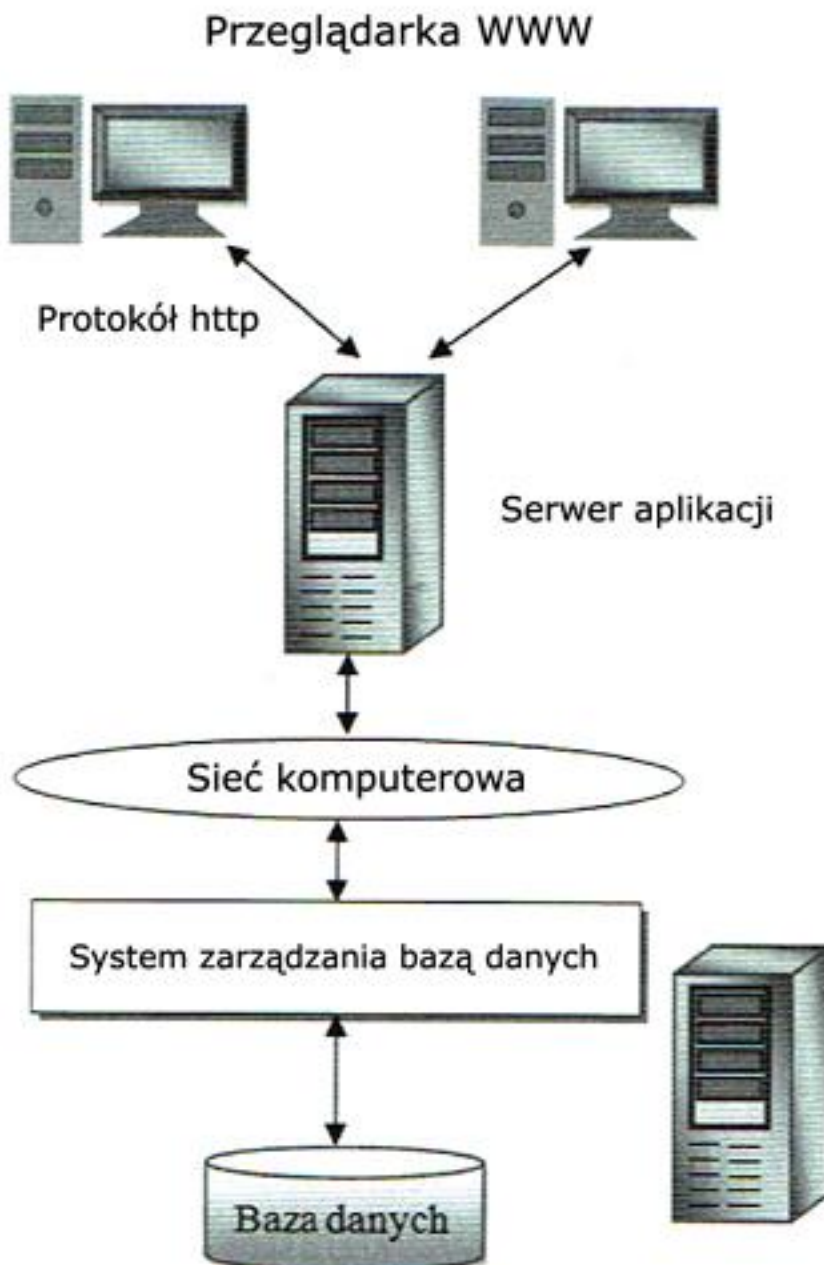 Przeglądarka WWW
Protokół http
Serwer aplikacji
Sieć komputerowa
System zarządzania bazą danych
Baza danych